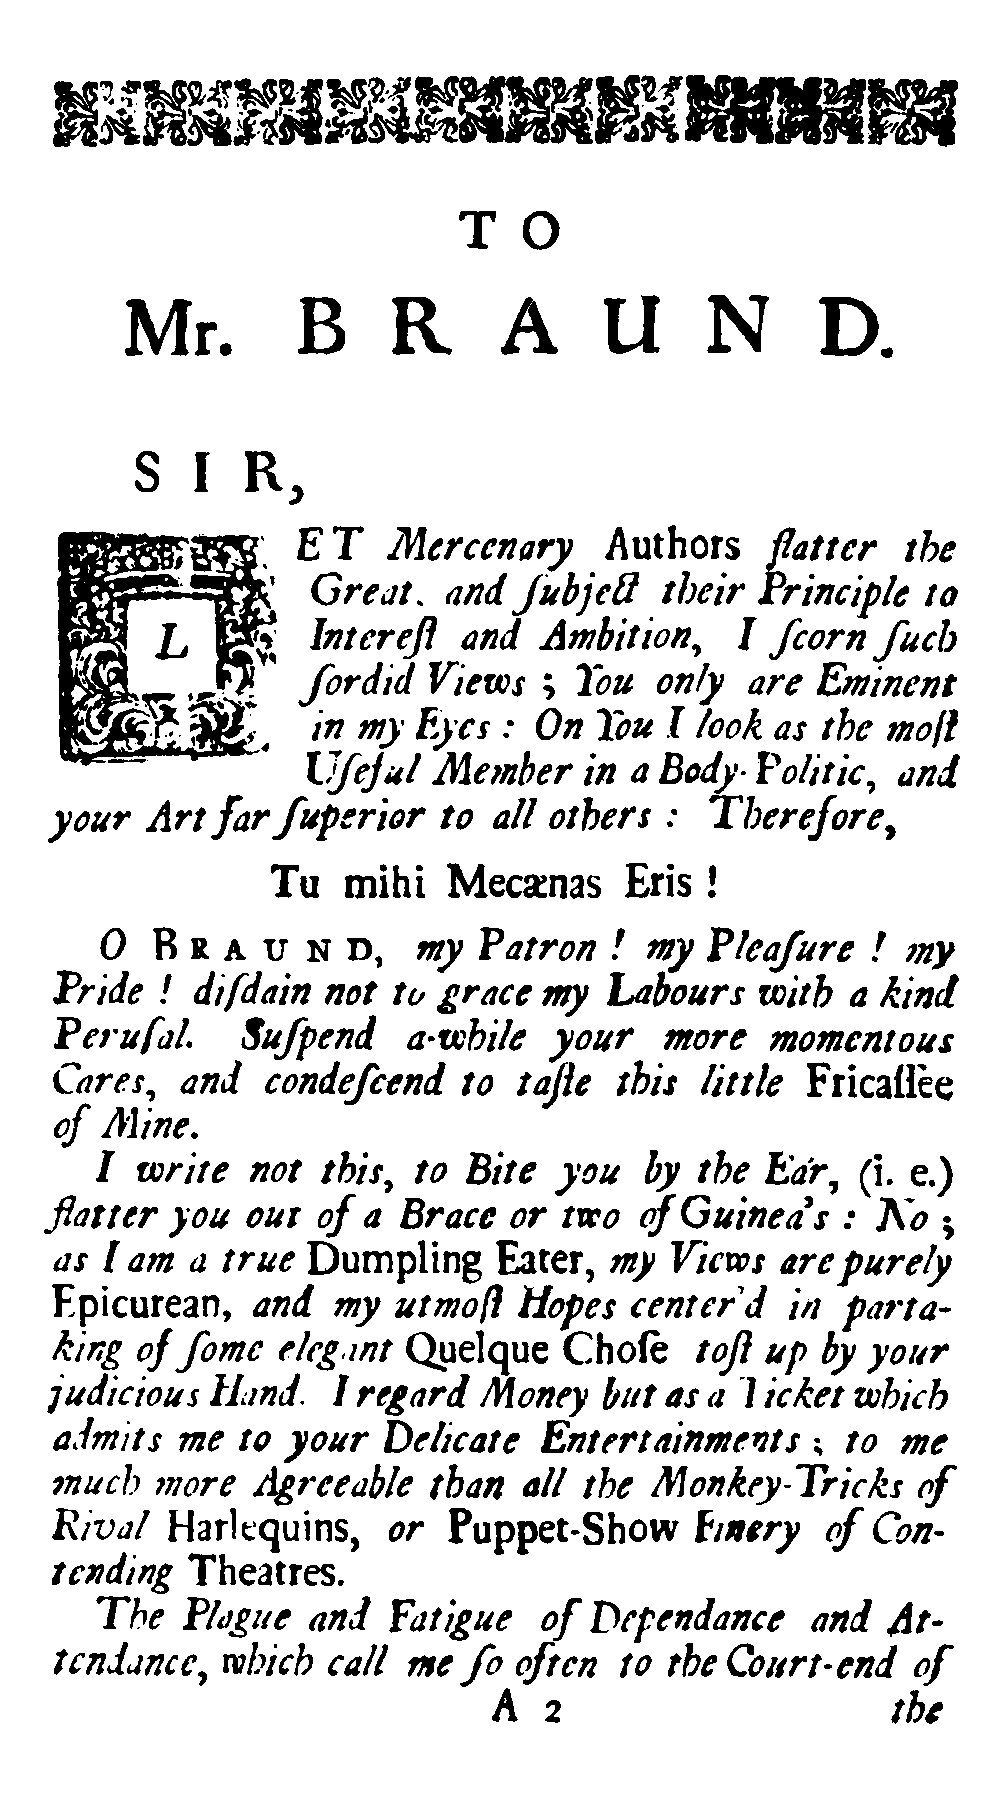 TO
Mr. BRAUND.
SIR,
LET Mercenary Authors flatter the
Great. and ſubject their Principle to
Intereſt and Ambition, I ſcorn ſuch
ſordid Views ; You only are Eminent
in my Eyes : On You I look as the moſt
Uſeful Member in a Body-Politic, and
your Art far ſuperior to all others : Therefore,
Tu mihi Mecænas Eris !
O BRAUND, my Patron ! my Pleaſure ! my
Pride ! diſdain not to grace my Labours with a kind
Peruſal. Suſpend a-while your more momentous
Cares, and condeſcend to taſte this little Fricaſſèe
of Mine.
I write not this, to Bite you by the Ear, (i. e.)
flatter you out of a Brace or two of Guinea's : No ;
as I am a true Dumpling Eater, my Views are purely
Epicurean, and my utmoſt Hopes center'd in parta-
king of ſome elegant Quelque Choſe toſt up by your
judicious Hand. I regard Money but as a Ticket which
admits me to your Delicate Entertainments ; to me
much more Agreeable than all the Monkey-Tricks of
Rival Harlequins, or Puppet-Show Finery of Con-
tending Theatres.
The Plague and Fatigue of Dependance and At-
tendance, which call me ſo often to the Court-end of
A 2 the